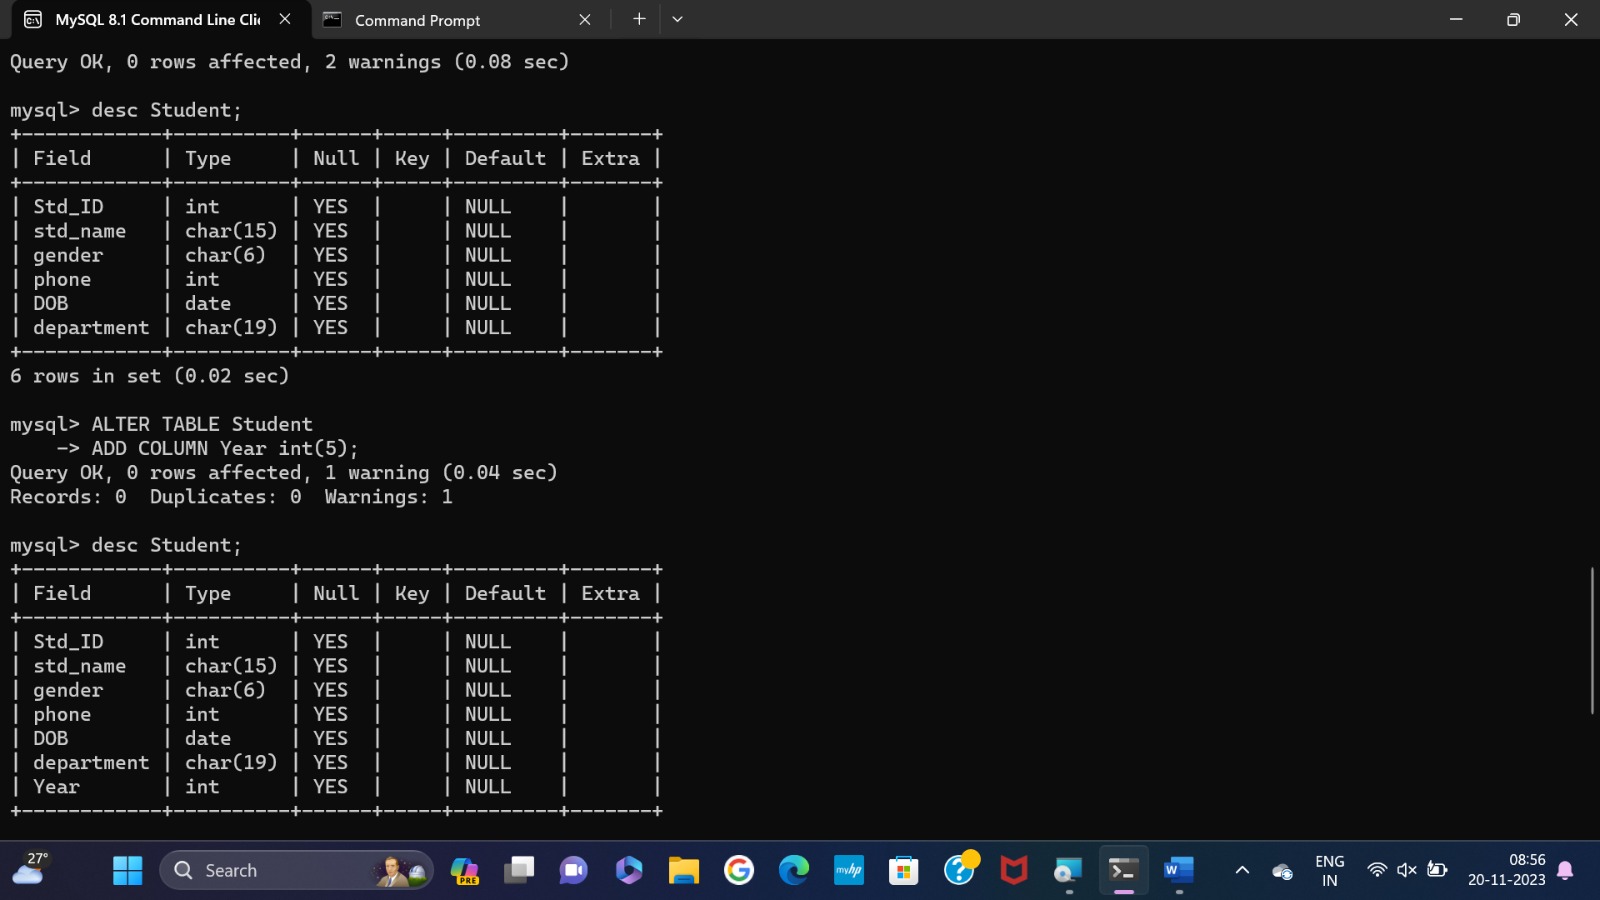 MySQL 8.1 Command Line Clie
Command Prompt
Query OK, 0 rows affected, 2 warnings (0.08 sec)
mysql> desc Student;
+------------+----------+------+-----+---------+-------+
| Field      | Type     | Null | Key | Default | Extra |
+------------+----------+------+-----+---------+-------+
| Std_ID     | int      | YES  |     | NULL    |       |
| std_name   | char(15) | YES  |     | NULL    |       |
| gender     | char(6)  | YES  |     | NULL    |       |
| phone      | int      | YES  |     | NULL    |       |
| DOB        | date     | YES  |     | NULL    |       |
| department | char(19) | YES  |     | NULL    |       |
+------------+----------+------+-----+---------+-------+
6 rows in set (0.02 sec)
mysql> ALTER TABLE Student
    -> ADD COLUMN Year int(5);
Query OK, 0 rows affected, 1 warning (0.04 sec)
Records: 0  Duplicates: 0  Warnings: 1
mysql> desc Student;
+------------+----------+------+-----+---------+-------+
| Field      | Type     | Null | Key | Default | Extra |
+------------+----------+------+-----+---------+-------+
| Std_ID     | int      | YES  |     | NULL    |       |
| std_name   | char(15) | YES  |     | NULL    |       |
| gender     | char(6)  | YES  |     | NULL    |       |
| phone      | int      | YES  |     | NULL    |       |
| DOB        | date     | YES  |     | NULL    |       |
| department | char(19) | YES  |     | NULL    |       |
| Year       | int      | YES  |     | NULL    |       |
+------------+----------+------+-----+---------+-------+
27°
Search
PRE
myhp
W
ENG
IN
08:56
20-11-2023